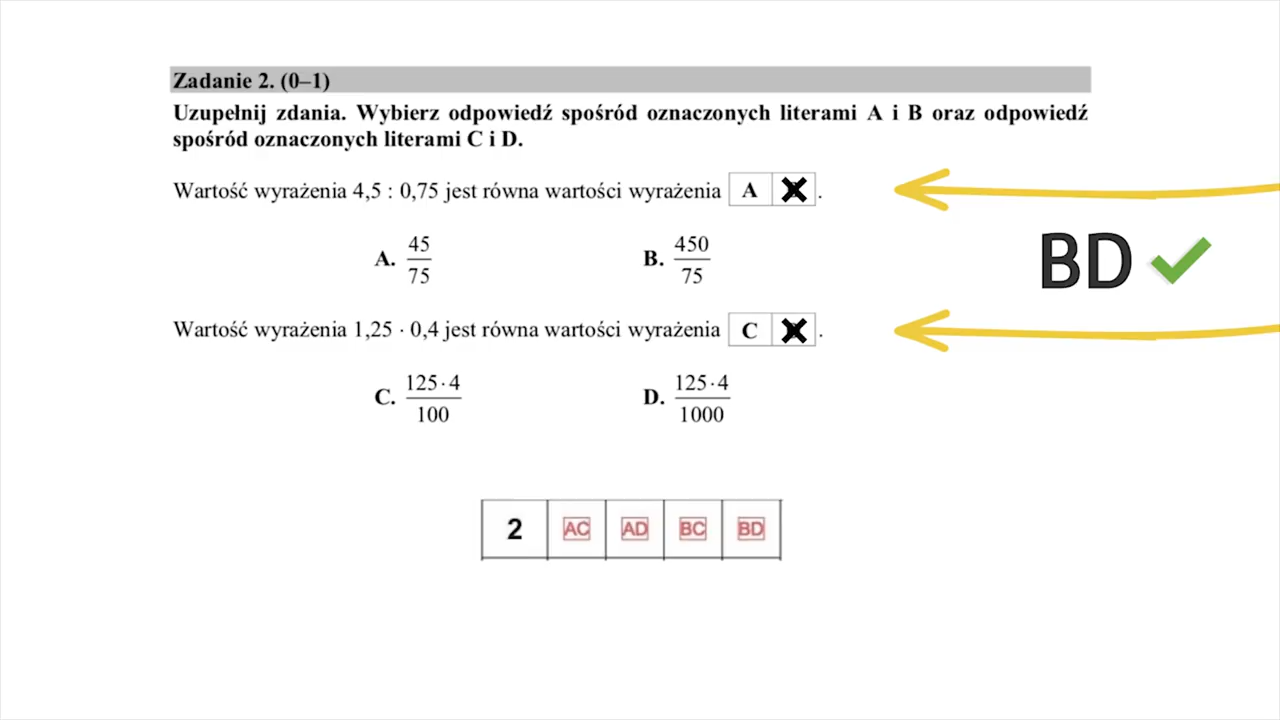 Zadanie 2. (0–1)
Uzupełnij zdania. Wybierz odpowiedź spośród oznaczonych literami A i B oraz odpowiedź
spośród oznaczonych literami C i D.
Wartość wyrażenia 4,5 : 0,75 jest równa wartości wyrażenia A .
A. 45/75 B. 450/75
BD
Wartość wyrażenia 1,25 · 0,4 jest równa wartości wyrażenia C .
C. 125·4/100 D. 125·4/1000
2 AC AD BC BD